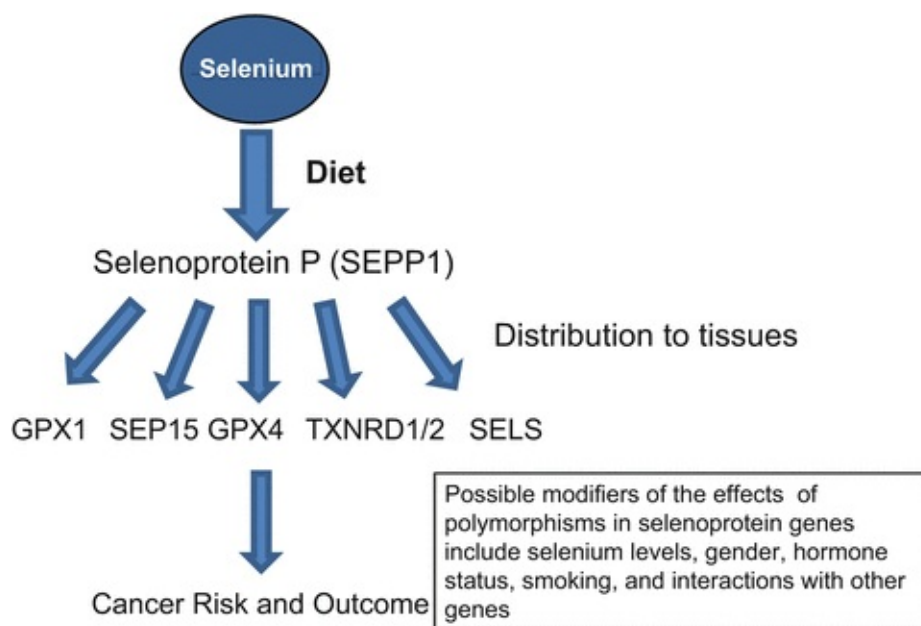 Selenium
Diet
Selenoprotein P (SEPP1)
Distribution to tissues
GPX1 SEP15 GPX4 TXNRD1/2 SELS
Possible modifiers of the effects of
polymorphisms in selenoprotein genes
include selenium levels, gender, hormone
status, smoking, and interactions with other
genes
Cancer Risk and Outcome